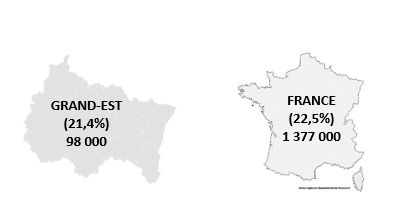 GRAND-EST
(21,4%)
98 000
FRANCE
(22,5%)
1 377 000